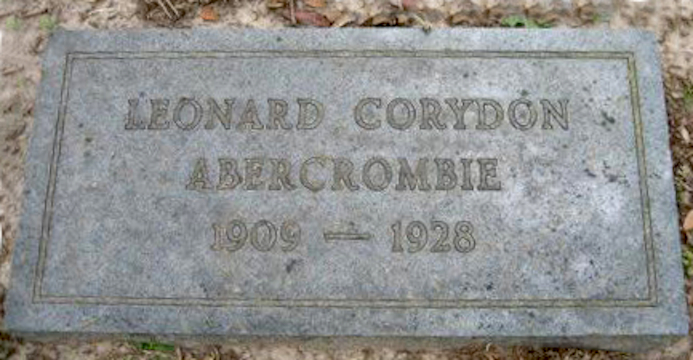 LEONARD CORYDON
ABERCROMBIE
1909 — 1928